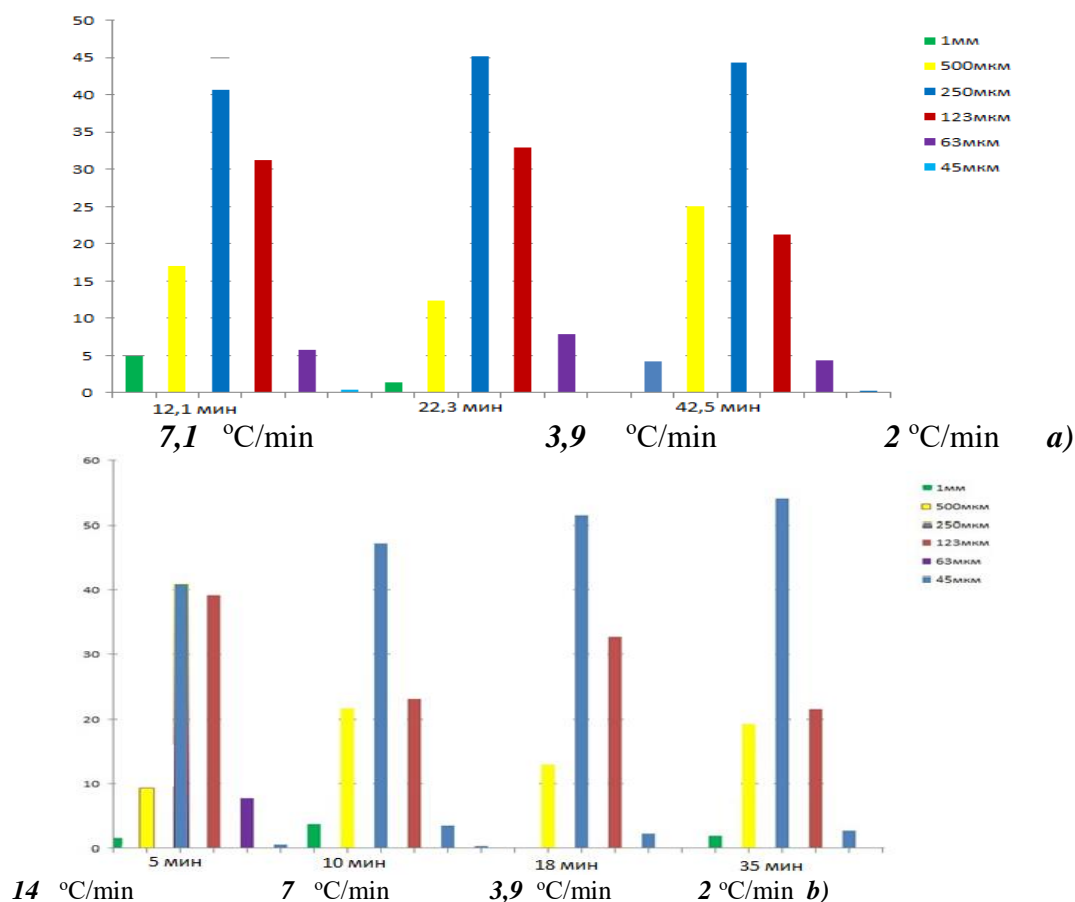 50
45
40
35
30
25
20
15
10
5
0
1мм
500мкм
250мкм
123мкм
63мкм
45мкм
12,1 мин 22,3 мин 42,5 мин
7,1 °C/min 3,9 °C/min 2 °C/min a)
60
50
40
30
20
10
0
1мм
500мкм
250мкм
123мкм
63мкм
45мкм
5 мин 10 мин 18 мин 35 мин
14 °C/min 7 °C/min 3,9 °C/min 2 °C/min b)